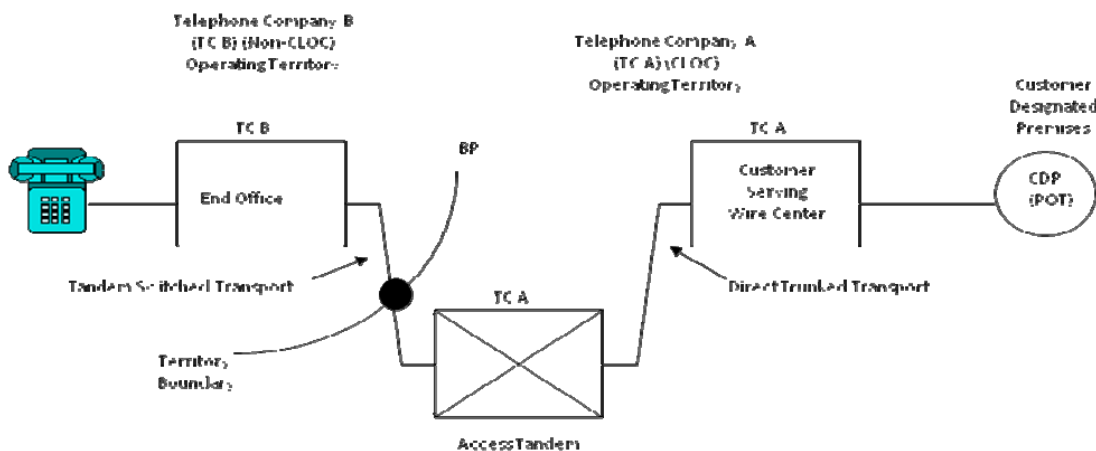 Telephone Company B
(TC B) (Non-CLOC)
Operating Territory
Telephone Company A
(TC A) (CLOC)
Operating Territory
Customer
Designated
Premises
TC B
End Office
BP
TC A
Customer
Serving
Wire Center
CDP
(POT)
Tandem Switched Transport
Direct Trunked Transport
TC A
Territory
Boundary
Access Tandem